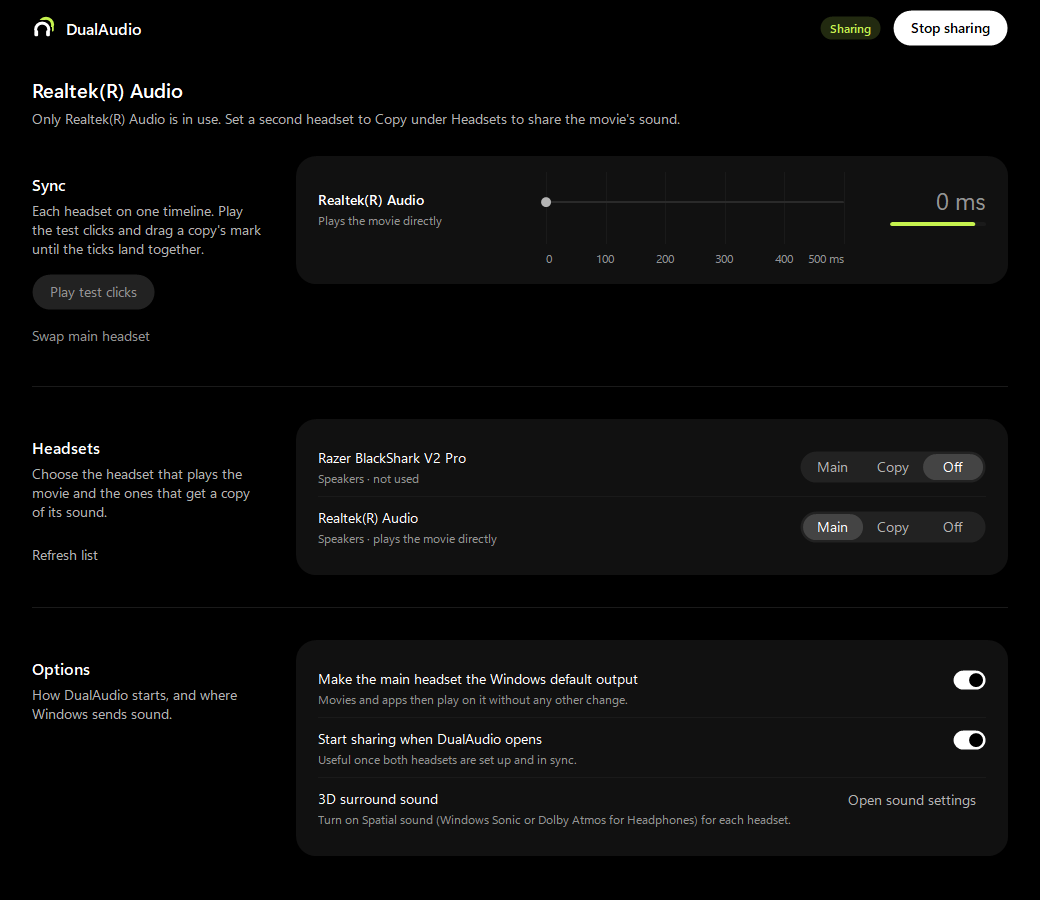 DualAudio
Sharing
Stop sharing
Realtek(R) Audio
Only Realtek(R) Audio is in use. Set a second headset to Copy under Headsets to share the movie's sound.
Sync
Each headset on one timeline. Play
the test clicks and drag a copy's mark
until the ticks land together.
Play test clicks
Swap main headset
Realtek(R) Audio
Plays the movie directly
0 100 200 300 400 500 ms
0 ms
Headsets
Choose the headset that plays the
movie and the ones that get a copy
of its sound.
Refresh list
Razer BlackShark V2 Pro
Speakers · not used
Main Copy Off
Realtek(R) Audio
Speakers · plays the movie directly
Main Copy Off
Options
How DualAudio starts, and where
Windows sends sound.
Make the main headset the Windows default output
Movies and apps then play on it without any other change.
Start sharing when DualAudio opens
Useful once both headsets are set up and in sync.
3D surround sound
Turn on Spatial sound (Windows Sonic or Dolby Atmos for Headphones) for each headset.
Open sound settings